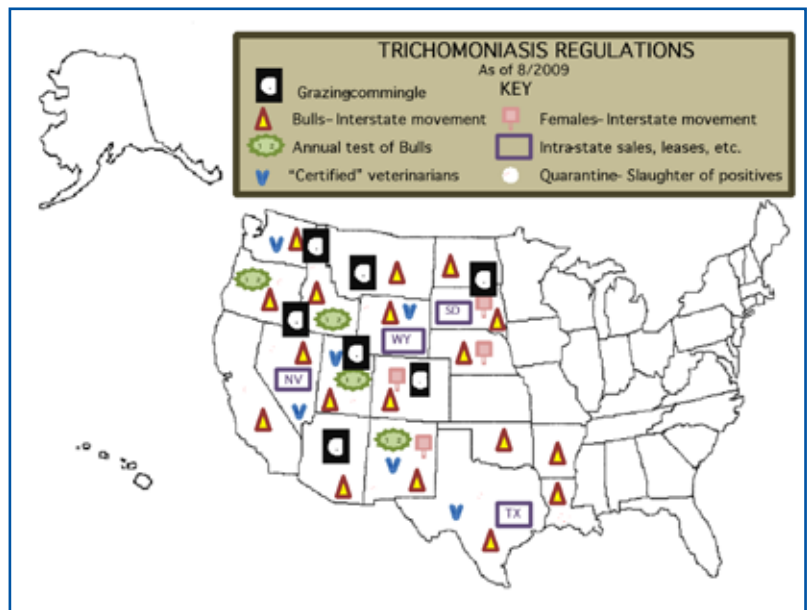 TRICHOMONIASIS REGULATIONS
As of 8/2009
KEY
Grazingcommingle
Bulls- Interstate movement
Females- Interstate movement
Annual test of Bulls
Intra-state sales, leases, etc.
"Certified" veterinarians
Quarantine- Slaughter of positives
SD
WY
NV
TX